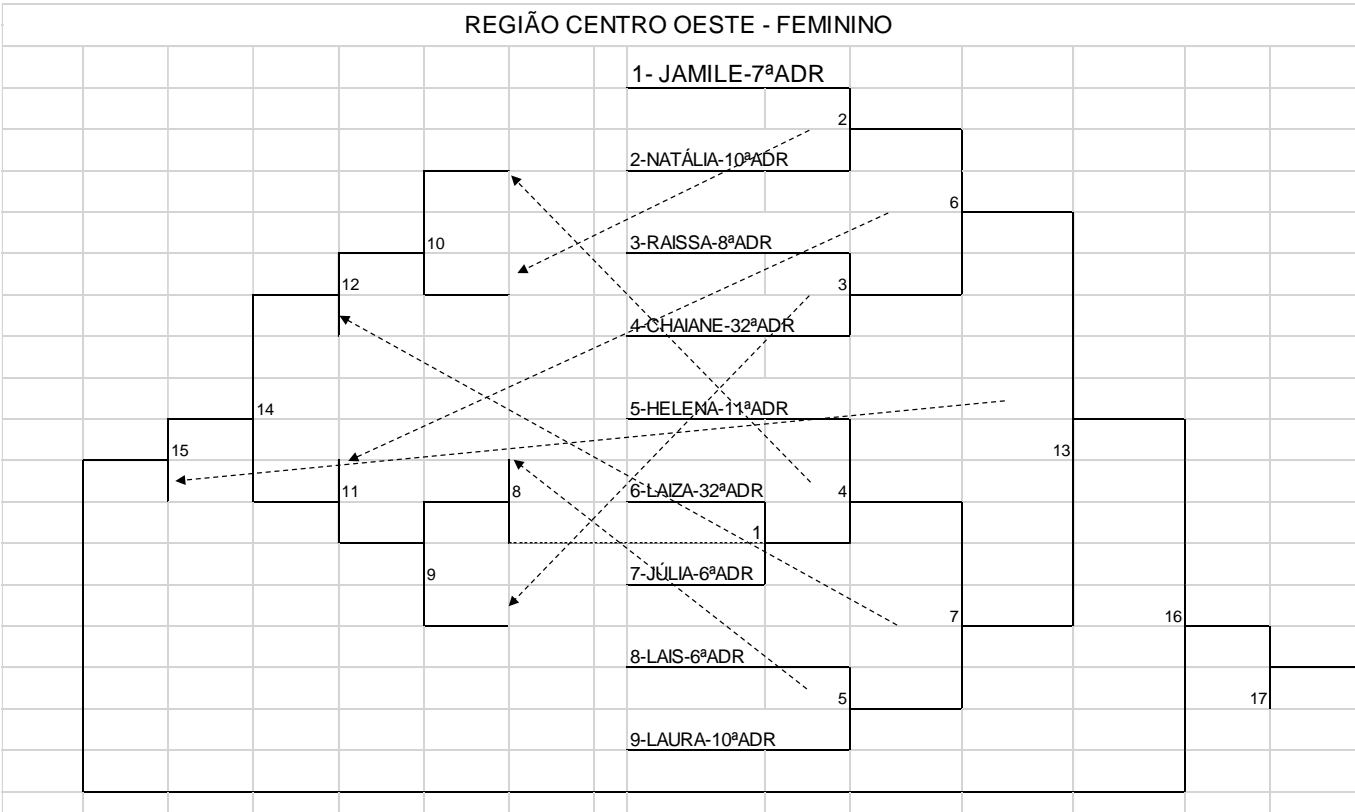 REGIÃO CENTRO OESTE - FEMININO
1- JAMILE-7ªADR
2
2-NATÁLIA-10ªADR
6
10
3-RAISSA-8ªADR
12
3
4-CHAIANE-32ªADR
14
5-HELENA-11ªADR
15
13
11
8
6-LAIZA-32ªADR
4
1
9
7-JÚLIA-6ªADR
7
16
8-LAIS-6ªADR
5
17
9-LAURA-10ªADR